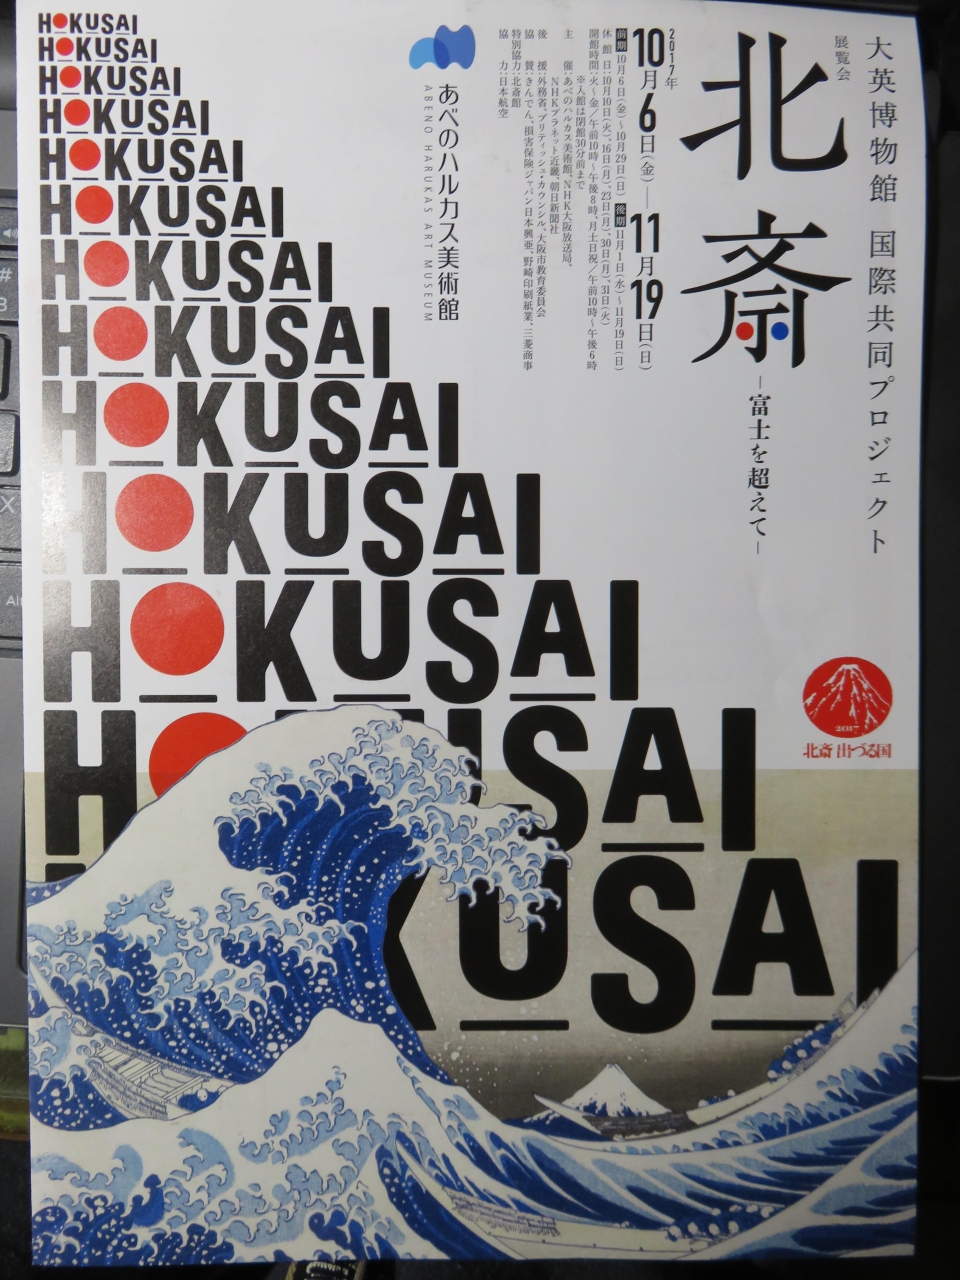 大英博物館 国際共同プロジェクト
展覧会
北斎
－富士を超えて－
2017年
10月6日(金)―11月19日(日)
前期 10月6日(金)～10月29日(日) 後期 11月1日(水)～11月19日(日)
休館日:10月10日(火)、16日(月)、23日(月)、30日(月)、31日(火)
開館時間:火～金/午前10時～午後8時、月土日祝/午前10時～午後6時
※入館は閉館30分前まで
主催:あべのハルカス美術館、NHK大阪放送局、
NHKプラネット近畿、朝日新聞社
後援:外務省、ブリティッシュ・カウンシル、大阪市教育委員会
協賛:きんでん、損害保険ジャパン日本興亜、野崎印刷紙業、三菱商事
特別協力:北斎館
協力:日本航空
あべのハルカス美術館
ABENO HARUKAS ART MUSEUM
HOKUSAI
HOKUSAI
HOKUSAI
HOKUSAI
HOKUSAI
HOKUSAI
HOKUSAI
HOKUSAI
HOKUSAI
HOKUSAI
HOKUSAI
HOKUSAI
KUSAI
2017
北斎 出づる国